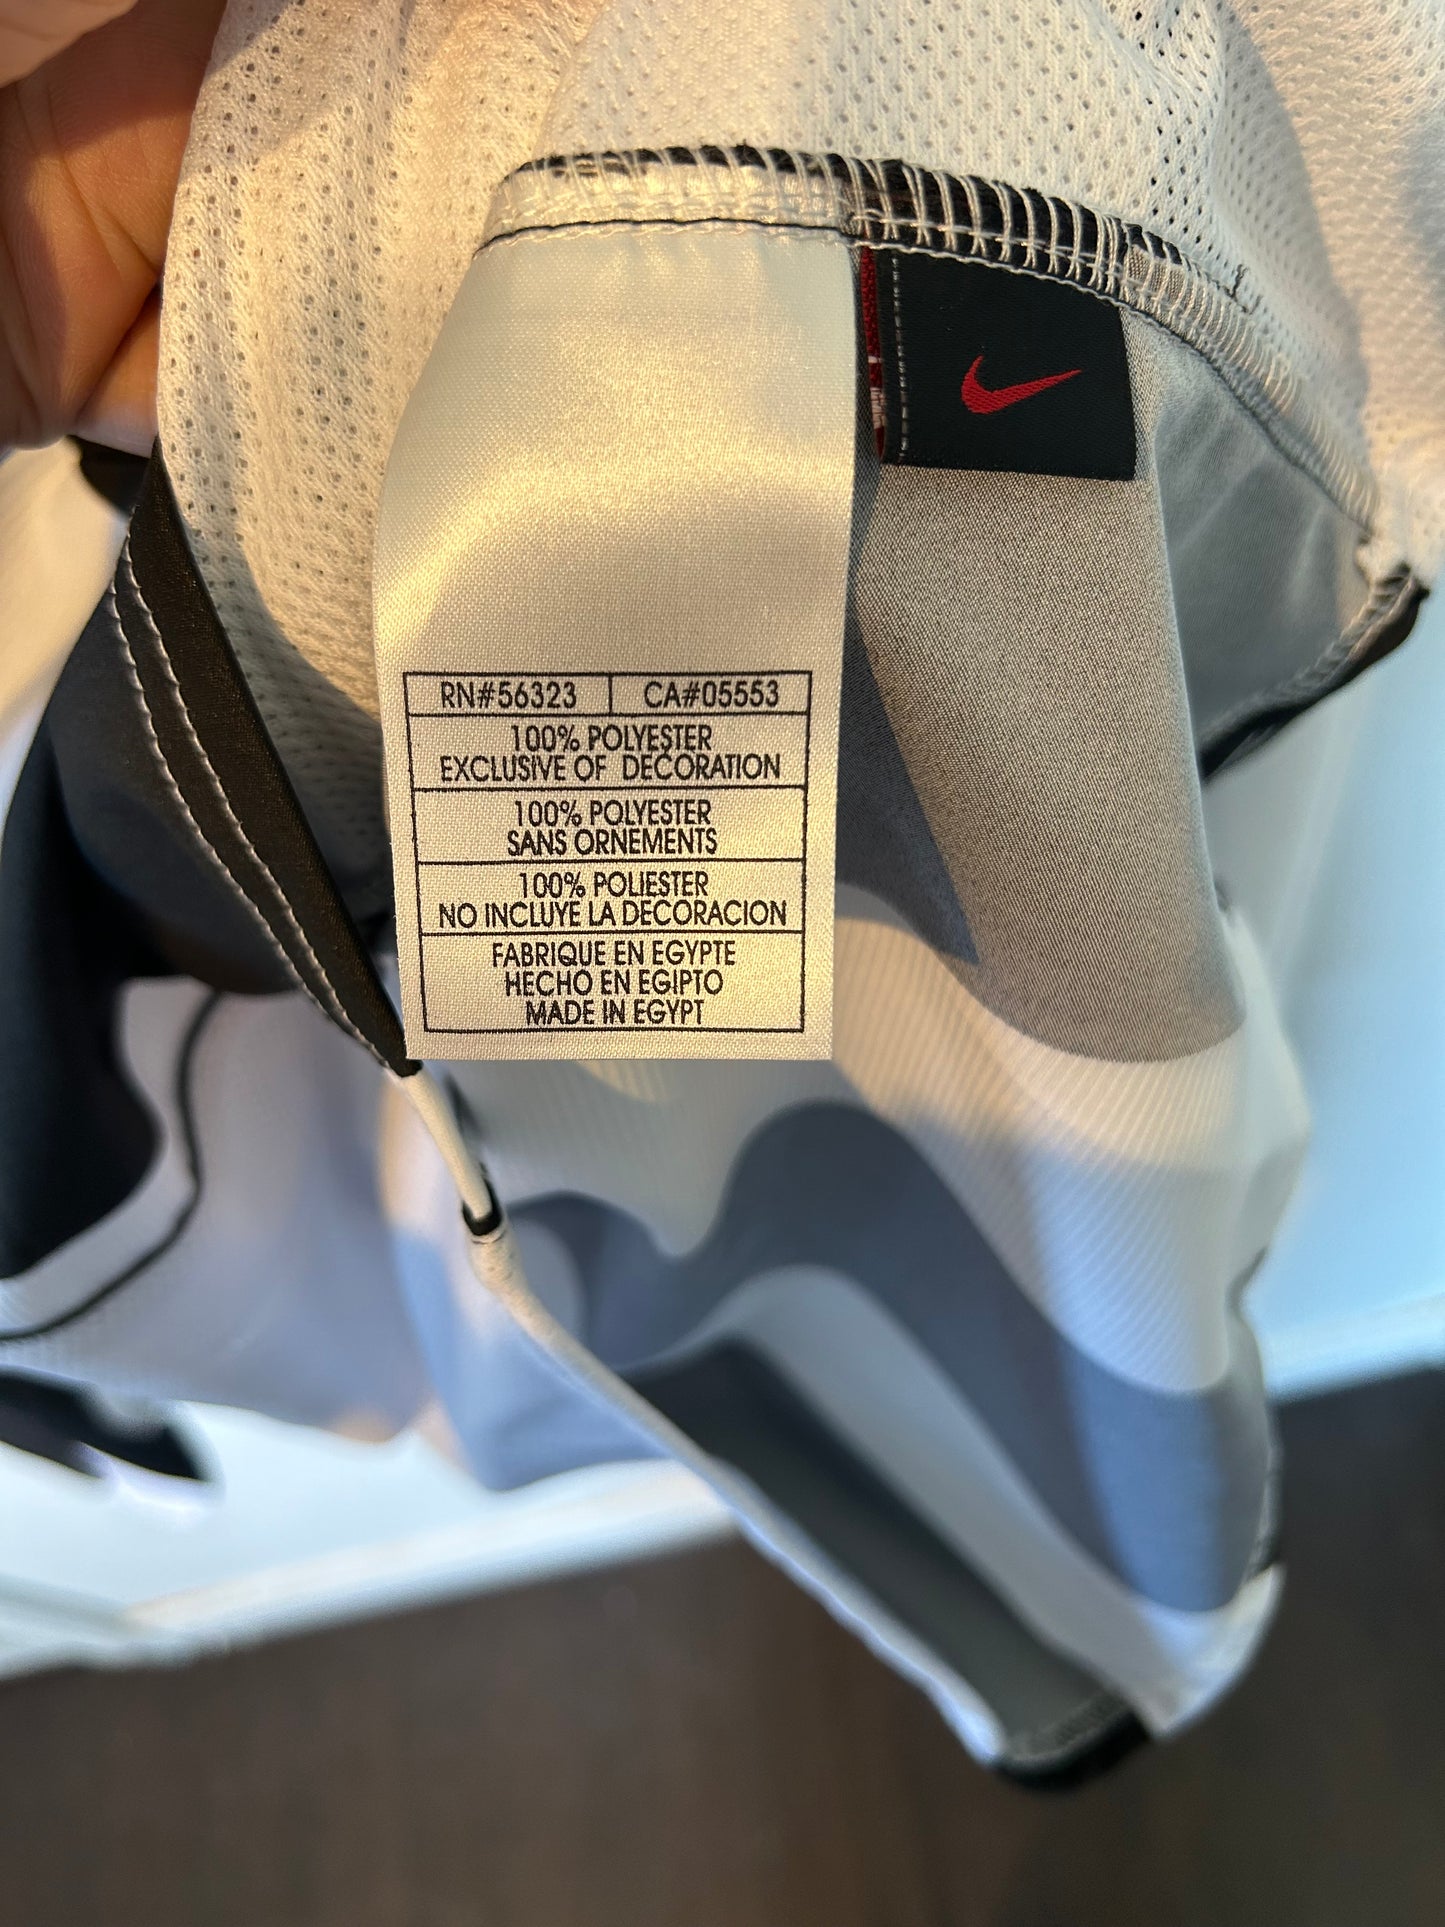 RN#56323 CA#05553
100% POLYESTER
EXCLUSIVE OF DECORATION
100% POLYESTER
SANS ORNEMENTS
100% POLIESTER
NO INCLUYE LA DECORACION
FABRIQUE EN EGYPTE
HECHO EN EGIPTO
MADE IN EGYPT